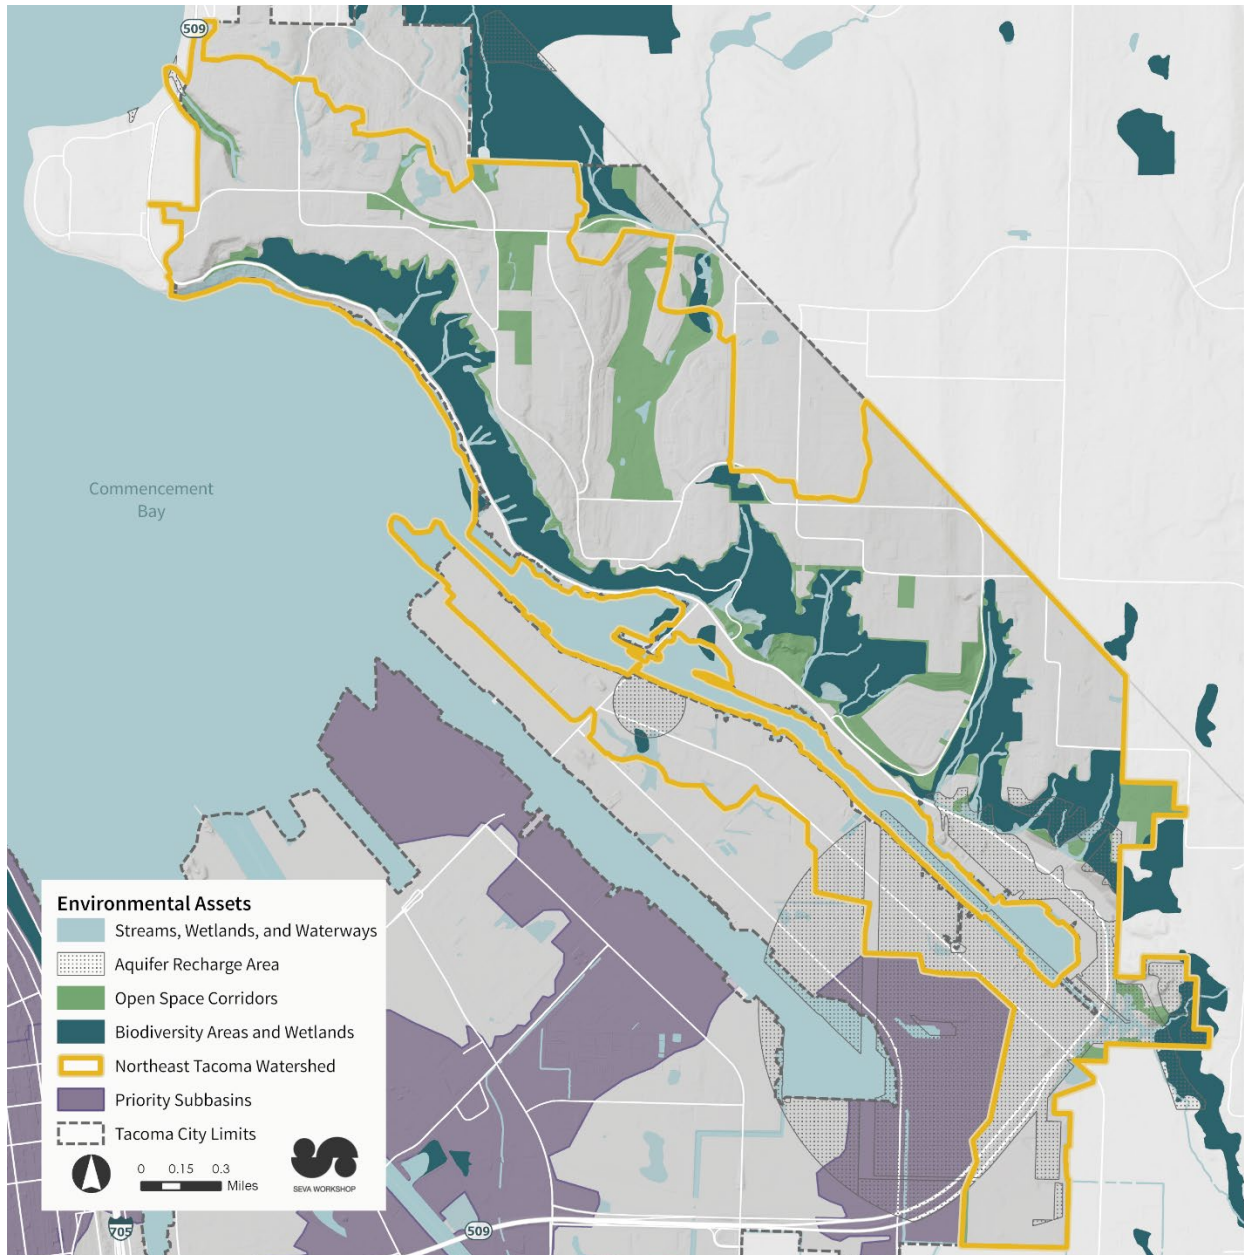 509
Commencement
Bay
Environmental Assets
Streams, Wetlands, and Waterways
Aquifer Recharge Area
Open Space Corridors
Biodiversity Areas and Wetlands
Northeast Tacoma Watershed
Priority Subbasins
Tacoma City Limits
0 0.15 0.3
Miles
SEVA WORKSHOP
705
509